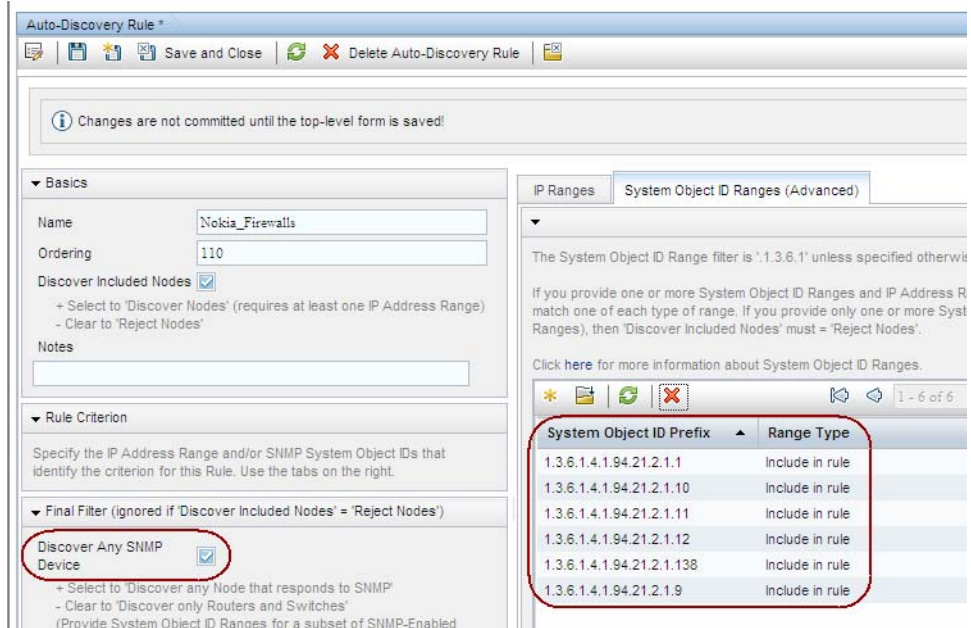 Auto-Discovery Rule *
Save and Close
Delete Auto-Discovery Rule
Changes are not committed until the top-level form is saved!
Basics
Name
Nokia_Firewalls
Ordering
110
Discover Included Nodes
+ Select to 'Discover Nodes' (requires at least one IP Address Range)
- Clear to 'Reject Nodes'
Notes
Rule Criterion
Specify the IP Address Range and/or SNMP System Object IDs that
identify the criterion for this Rule. Use the tabs on the right.
Final Filter (ignored if 'Discover Included Nodes' = 'Reject Nodes')
Discover Any SNMP
Device
+ Select to 'Discover any Node that responds to SNMP'
- Clear to 'Discover only Routers and Switches'
(Provide System Object ID Ranges for a subset of SNMP-Enabled
IP Ranges
System Object ID Ranges (Advanced)
The System Object ID Range filter is '.1.3.6.1' unless specified otherwis
If you provide one or more System Object ID Ranges and IP Address R
match one of each type of range. If you provide only one or more Syst
Ranges), then 'Discover Included Nodes' must = 'Reject Nodes'.
Click here for more information about System Object ID Ranges.
1 - 6 of 6
System Object ID Prefix Range Type
1.3.6.1.4.1.94.21.2.1.1 Include in rule
1.3.6.1.4.1.94.21.2.1.10 Include in rule
1.3.6.1.4.1.94.21.2.1.11 Include in rule
1.3.6.1.4.1.94.21.2.1.12 Include in rule
1.3.6.1.4.1.94.21.2.1.138 Include in rule
1.3.6.1.4.1.94.21.2.1.9 Include in rule